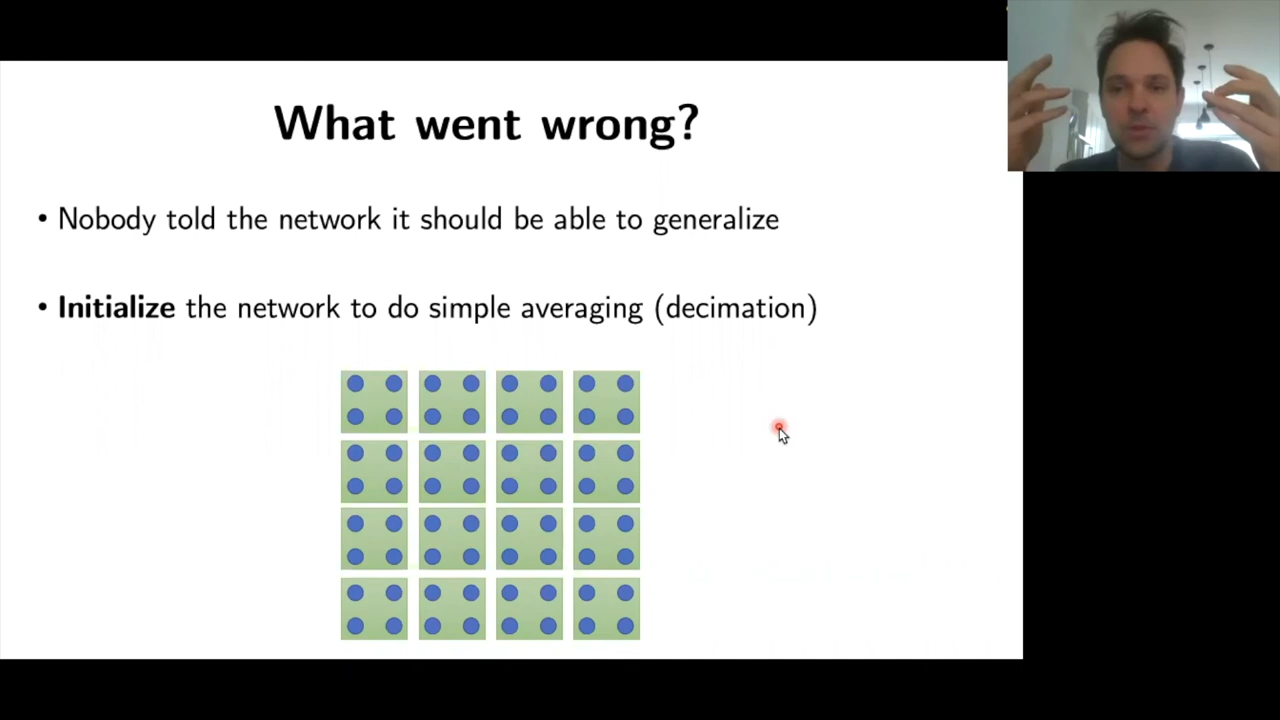 What went wrong?
• Nobody told the network it should be able to generalize
• Initialize the network to do simple averaging (decimation)